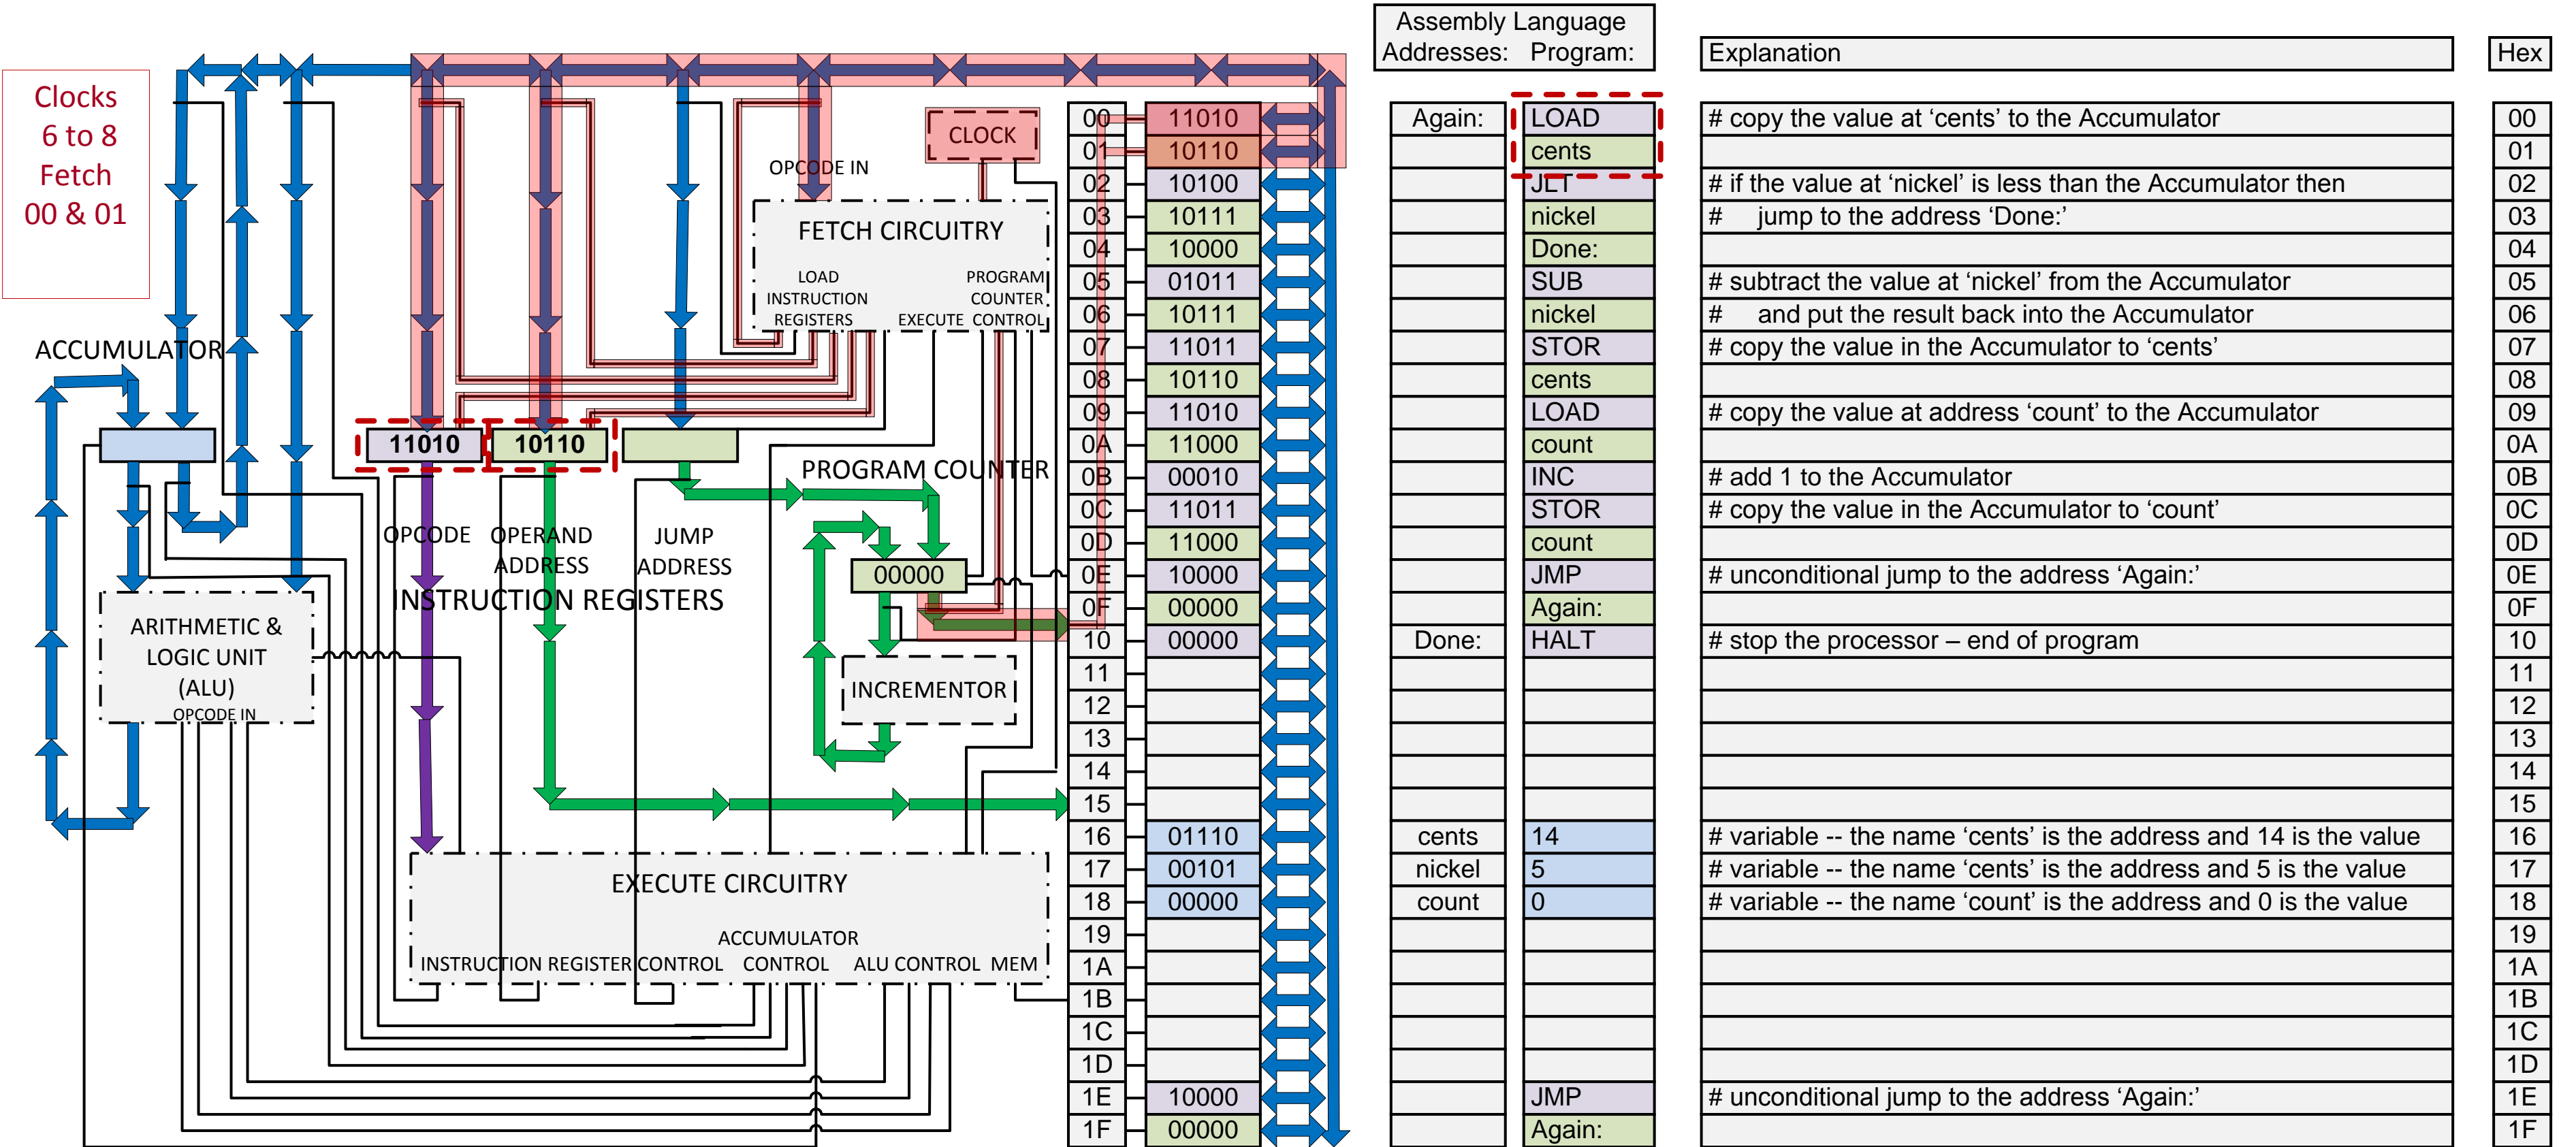 Clocks
6 to 8
Fetch
00 & 01
ACCUMULATOR
CLOCK
OPCODE IN
FETCH CIRCUITRY
LOAD
INSTRUCTION
REGISTERS
EXECUTE
PROGRAM
COUNTER
CONTROL
11010
10110
PROGRAM COUNTER
OPCODE
OPERAND
ADDRESS
JUMP
ADDRESS
INSTRUCTION REGISTERS
00000
INCREMENTOR
ARITHMETIC &
LOGIC UNIT
(ALU)
OPCODE IN
EXECUTE CIRCUITRY
INSTRUCTION REGISTER CONTROL
ACCUMULATOR
CONTROL
ALU CONTROL
MEM
Assembly Language
Addresses: Program:
Explanation
Hex
00 11010 Again: LOAD # copy the value at 'cents' to the Accumulator 00
01 10110 cents 01
02 10100 JLT # if the value at 'nickel' is less than the Accumulator then 02
03 10111 nickel # jump to the address 'Done:' 03
04 10000 Done: 04
05 01011 SUB # subtract the value at 'nickel' from the Accumulator 05
06 10111 nickel # and put the result back into the Accumulator 06
07 11011 STOR # copy the value in the Accumulator to 'cents' 07
08 10110 cents 08
09 11010 LOAD # copy the value at address 'count' to the Accumulator 09
0A 11000 count 0A
0B 00010 INC # add 1 to the Accumulator 0B
0C 11011 STOR # copy the value in the Accumulator to 'count' 0C
0D 11000 count 0D
0E 10000 JMP # unconditional jump to the address 'Again:' 0E
0F 00000 Again: 0F
10 00000 Done: HALT # stop the processor – end of program 10
11 11
12 12
13 13
14 14
15 15
16 01110 cents 14 # variable -- the name 'cents' is the address and 14 is the value 16
17 00101 nickel 5 # variable -- the name 'cents' is the address and 5 is the value 17
18 00000 count 0 # variable -- the name 'count' is the address and 0 is the value 18
19 19
1A 1A
1B 1B
1C 1C
1D 1D
1E 10000 JMP # unconditional jump to the address 'Again:' 1E
1F 00000 Again: 1F